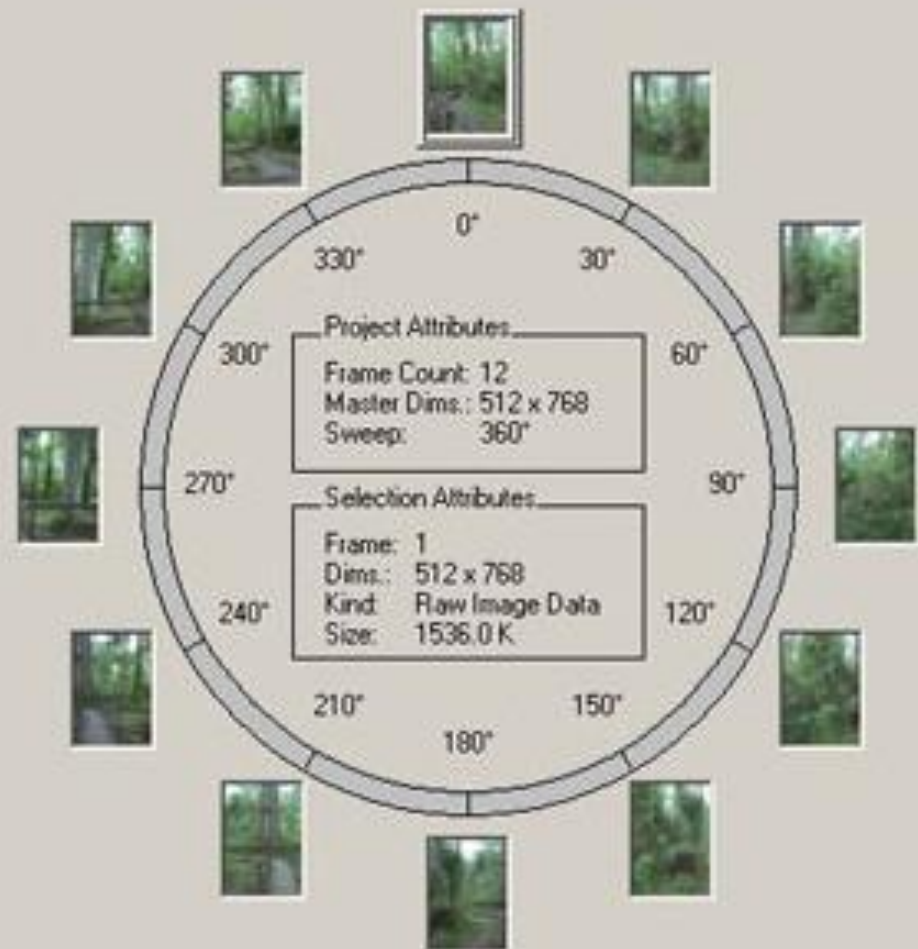 0°
330°
30°
300°
60°
270°
90°
240°
120°
210°
150°
180°
Project Attributes
Frame Count: 12
Master Dims.: 512 x 768
Sweep: 360°
Selection Attributes
Frame: 1
Dims.: 512 x 768
Kind: Raw Image Data
Size: 1536.0 K